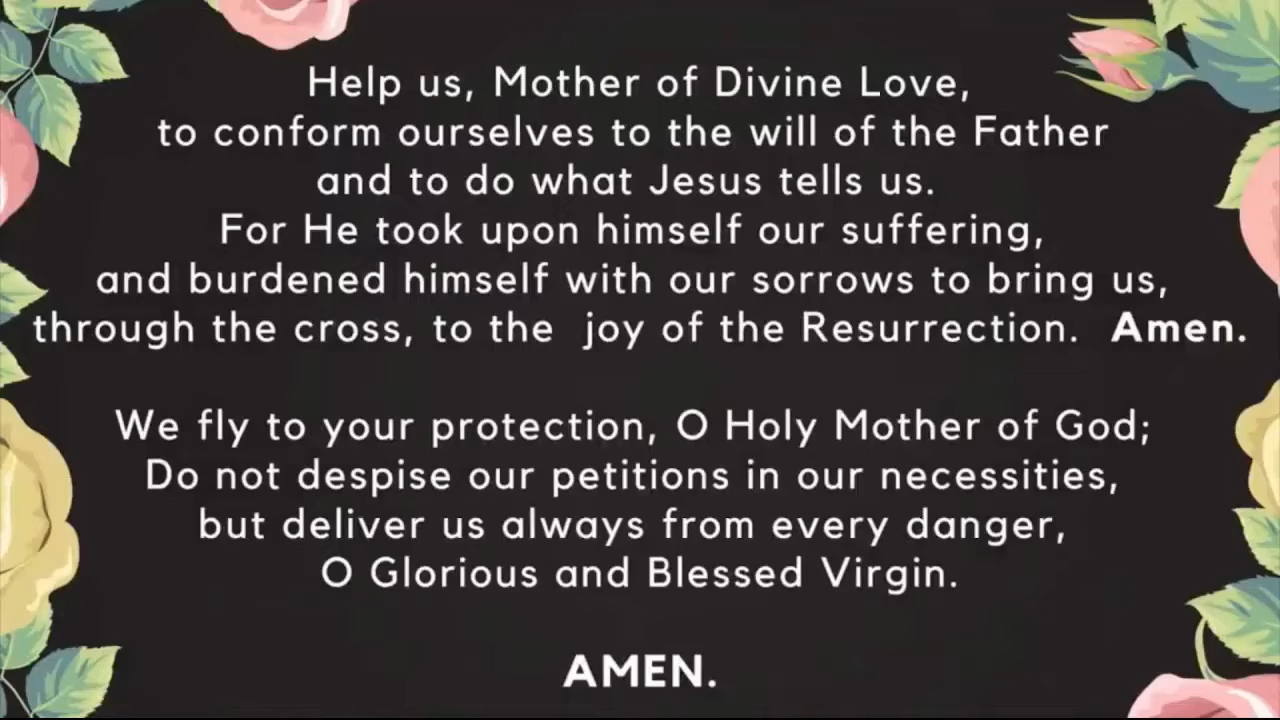 Help us, Mother of Divine Love,
to conform ourselves to the will of the Father
and to do what Jesus tells us.
For He took upon himself our suffering,
and burdened himself with our sorrows to bring us,
through the cross, to the joy of the Resurrection. Amen.
We fly to your protection, O Holy Mother of God;
Do not despise our petitions in our necessities,
but deliver us always from every danger,
O Glorious and Blessed Virgin.
AMEN.